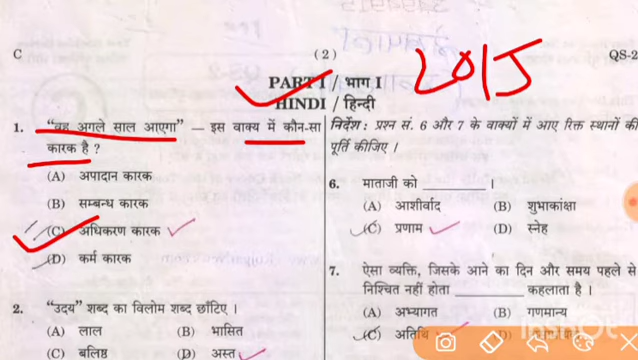 C
( 2 )
QS-2
PART I / भाग I
HINDI / हिन्दी
2015
1. "वह अगले साल आएगा" — इस वाक्य में कौन-सा
कारक है ?
(A) अपादान कारक
(B) सम्बन्ध कारक
(C) अधिकरण कारक
(D) कर्म कारक
2. "उदय" शब्द का विलोम शब्द छाँटिए ।
(A) लाल (B) भासित
(C) बलिष्ठ (D) अस्त
निर्देश : प्रश्न सं. 6 और 7 के वाक्यों में आए रिक्त स्थानों की
पूर्ति कीजिए ।
6. माताजी को ________ ।
(A) आशीर्वाद (B) शुभाकांक्षा
(C) प्रणाम (D) स्नेह
7. ऐसा व्यक्ति, जिसके आने का दिन और समय पहले से
निश्चित नहीं होता ________ कहलाता है ।
(A) अभ्यागत (B) गणमान्य
(C) अतिथि